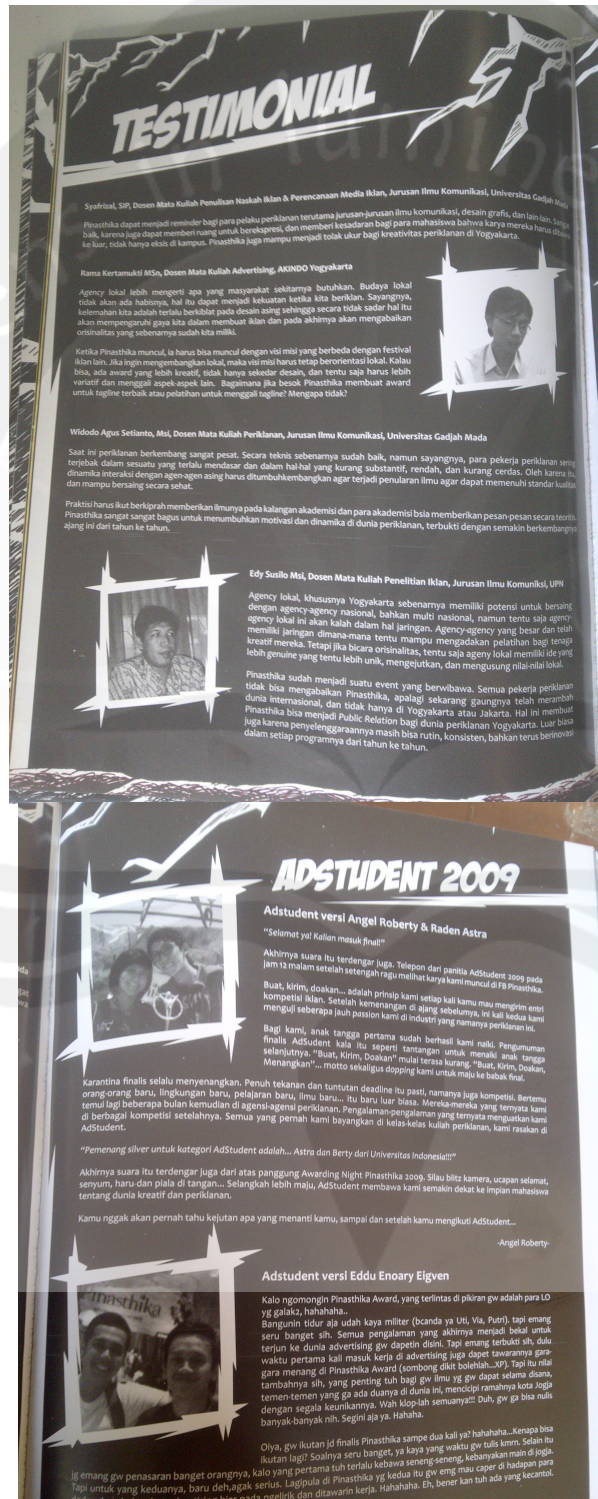 TESTIMONIAL
Syafrizal, SIP, Dosen Mata Kuliah Penulisan Naskah Iklan & Perencanaan Media Iklan, Jurusan Ilmu Komunikasi, Universitas Gadjah Mada
Pinasthika dapat menjadi reminder bagi para pelaku periklanan terutama jurusan-jurusan ilmu komunikasi, desain grafis, dan lain-lain. Sangat
baik, karena juga dapat memberi ruang untuk berekspresi, dan memberi kesadaran bagi para mahasiswa bahwa karya mereka harus dibawa
ke luar, tidak hanya eksis di kampus. Pinasthika juga mampu menjadi tolak ukur bagi kreativitas periklanan di Yogyakarta.
Rama Kertamukti MSn, Dosen Mata Kuliah Advertising, AKINDO Yogyakarta
Agency lokal lebih mengerti apa yang masyarakat sekitarnya butuhkan. Budaya lokal
tidak akan ada habisnya, hal itu dapat menjadi kekuatan ketika kita beriklan. Sayangnya,
kelemahan kita adalah terlalu berkiblat pada desain asing sehingga secara tidak sadar hal itu
akan mempengaruhi gaya kita dalam membuat iklan dan pada akhirnya akan mengabaikan
orisinalitas yang sebenarnya sudah kita miliki.
Ketika Pinasthika muncul, ia harus bisa muncul dengan visi misi yang berbeda dengan festival
iklan lain. Jika ingin mengembangkan lokal, maka visi misi harus tetap berorientasi lokal. Kalau
bisa, ada award yang lebih kreatif, tidak hanya sekedar desain, dan tentu saja harus lebih
variatif dan menggali aspek-aspek lain. Bagaimana jika besok Pinasthika membuat award
untuk tagline terbaik atau pelatihan untuk menggali tagline? Mengapa tidak?
Widodo Agus Setianto, Msi, Dosen Mata Kuliah Periklanan, Jurusan Ilmu Komunikasi, Universitas Gadjah Mada
Saat ini periklanan berkembang sangat pesat. Secara teknis sebenarnya sudah baik, namun sayangnya, para pekerja periklanan sering
terjebak dalam sesuatu yang terlalu mendasar dan dalam hal-hal yang kurang substantif, rendah, dan kurang cerdas. Oleh karena itu,
dinamika interaksi dengan agen-agen asing harus ditumbuhkembangkan agar terjadi penularan ilmu agar dapat memenuhi standar kualitas
dan mampu bersaing secara sehat.
Praktisi harus ikut berkiprah memberikan ilmunya pada kalangan akademisi dan para akademisi bsia memberikan pesan-pesan secara teoritis.
Pinasthika sangat sangat bagus untuk menumbuhkan motivasi dan dinamika di dunia periklanan, terbukti dengan semakin berkembangnya
ajang ini dari tahun ke tahun.
Edy Susilo Msi, Dosen Mata Kuliah Penelitian Iklan, Jurusan Ilmu Komuniksi, UPN
Agency lokal, khususnya Yogyakarta sebenarnya memiliki potensi untuk bersaing
dengan agency-agency nasional, bahkan multi nasional, namun tentu saja agency-
agency lokal ini akan kalah dalam hal jaringan. Agency-agency yang besar dan telah
memiliki jaringan dimana-mana tentu mampu mengadakan pelatihan bagi tenaga
kreatif mereka. Tetapi jika bicara orisinalitas, tentu saja ageny lokal memiliki ide yang
lebih genuine yang tentu lebih unik, mengejutkan, dan mengusung nilai-nilai lokal.
Pinasthika sudah menjadi suatu event yang berwibawa. Semua pekerja periklanan
tidak bisa mengabaikan Pinasthika, apalagi sekarang gaungnya telah merambah
dunia internasional, dan tidak hanya di Yogyakarta atau Jakarta. Hal ini membuat
Pinasthika bisa menjadi Public Relation bagi dunia periklanan Yogyakarta. Luar biasa
juga karena penyelenggaraannya masih bisa rutin, konsisten, bahkan terus berinovasi
dalam setiap programnya dari tahun ke tahun.
ADSTUDENT 2009
Adstudent versi Angel Roberty & Raden Astra
"Selamat ya! Kalian masuk final!"
Akhirnya suara itu terdengar juga. Telepon dari panitia AdStudent 2009 pada
jam 12 malam setelah setengah ragu melihat karya kami muncul di FB Pinasthika.
Buat, kirim, doakan... adalah prinsip kami setiap kali kamu mau mengirim entri
kompetisi iklan. Setelah kemenangan di ajang sebelumya, ini kali kedua kami
menguji seberapa jauh passion kami di industri yang namanya periklanan ini.
Bagi kami, anak tangga pertama sudah berhasil kami naiki. Pengumuman
finalis AdSudent kala itu seperti tantangan untuk menaiki anak tangga
selanjutnya. "Buat, Kirim, Doakan" mulai terasa kurang. "Buat, Kirim, Doakan,
Menangkan"... motto sekaligus dopping kami untuk maju ke babak final.
Karantina finalis selalu menyenangkan. Penuh tekanan dan tuntutan deadline itu pasti, namanya juga kompetisi. Bertemu
orang-orang baru, lingkungan baru, pelajaran baru, ilmu baru... itu baru luar biasa. Mereka-mereka yang ternyata kami
temui lagi beberapa bulan kemudian di agensi-agensi periklanan. Pengalaman-pengalaman yang ternyata menguatkan kami
di berbagai kompetisi setelahnya. Semua yang pernah kami bayangkan di kelas-kelas kuliah periklanan, kami rasakan di
AdStudent.
"Pemenang silver untuk kategori AdStudent adalah... Astra dan Berty dari Universitas Indonesia!!!"
Akhirnya suara itu terdengar juga dari atas panggung Awarding Night Pinasthika 2009. Silau blitz kamera, ucapan selamat,
senyum, haru dan piala di tangan... Selangkah lebih maju, AdStudent membawa kami semakin dekat ke impian mahasiswa
tentang dunia kreatif dan periklanan.
Kamu nggak akan pernah tahu kejutan apa yang menanti kamu, sampai dan setelah kamu mengikuti AdStudent...
-Angel Roberty-
Adstudent versi Eddu Enoary Eigven
Kalo ngomongin Pinasthika Award, yang terlintas di pikiran gw adalah para LO
yg galak2, hahahaha..
Bangunin tidur aja udah kaya militer (bcanda ya Uti, Via, Putri). tapi emang
seru banget sih. Semua pengalaman yang akhirnya menjadi bekal untuk
terjun ke dunia advertising gw dapetin disini. Tapi emang terbukti sih, dulu
waktu pertama kali masuk kerja di advertising juga dapet tawarannya gara-
gara menang di Pinasthika Award (sombong dikit bolehlah...XP). Tapi itu nilai
tambahnya sih, yang penting tuh bagi gw ilmu yg gw dapat selama disana,
temen-temen yang ga ada duanya di dunia ini, mencicipi ramahnya kota Jogja
dengan segala keunikannya. Wah klop-lah semuanya!!! Duh, gw ga bisa nulis
banyak-banyak nih. Segini aja ya. Hahaha.
Oiya, gw ikutan jd finalis Pinasthika sampe dua kali ya? hahahaha...Kenapa bisa
ikutan lagi? Soalnya seru banget, ya kaya yang waktu gw tulis kmrn. Selain itu
jg emang gw penasaran banget orangnya, kalo yang pertama tuh terlalu kebawa seneng-seneng, kebanyakan main di jogja.
Tapi untuk yang keduanya, baru deh,agak serius. Lagipula di Pinasthika yg kedua itu gw emg mau caper di hadapan para
pada ngelirik dan ditawarin kerja. Hahahaha. Eh, bener kan tuh ada yang kecantol.